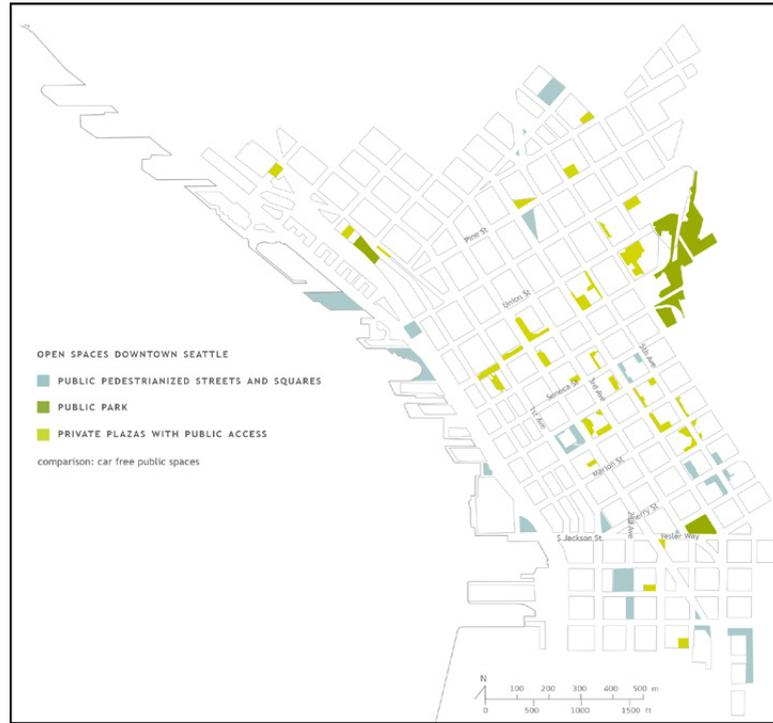 Pine St
Union St
OPEN SPACES DOWNTOWN SEATTLE
PUBLIC PEDESTRIANIZED STREETS AND SQUARES
PUBLIC PARK
PRIVATE PLAZAS WITH PUBLIC ACCESS
comparison: car free public spaces
5th Ave
Seneca St
3rd Ave
1st Ave
Marion St
2nd Ave
S Jackson St.
Yesler Way
N
100 200 300 400 500 m
0 500 1000 1500 ft